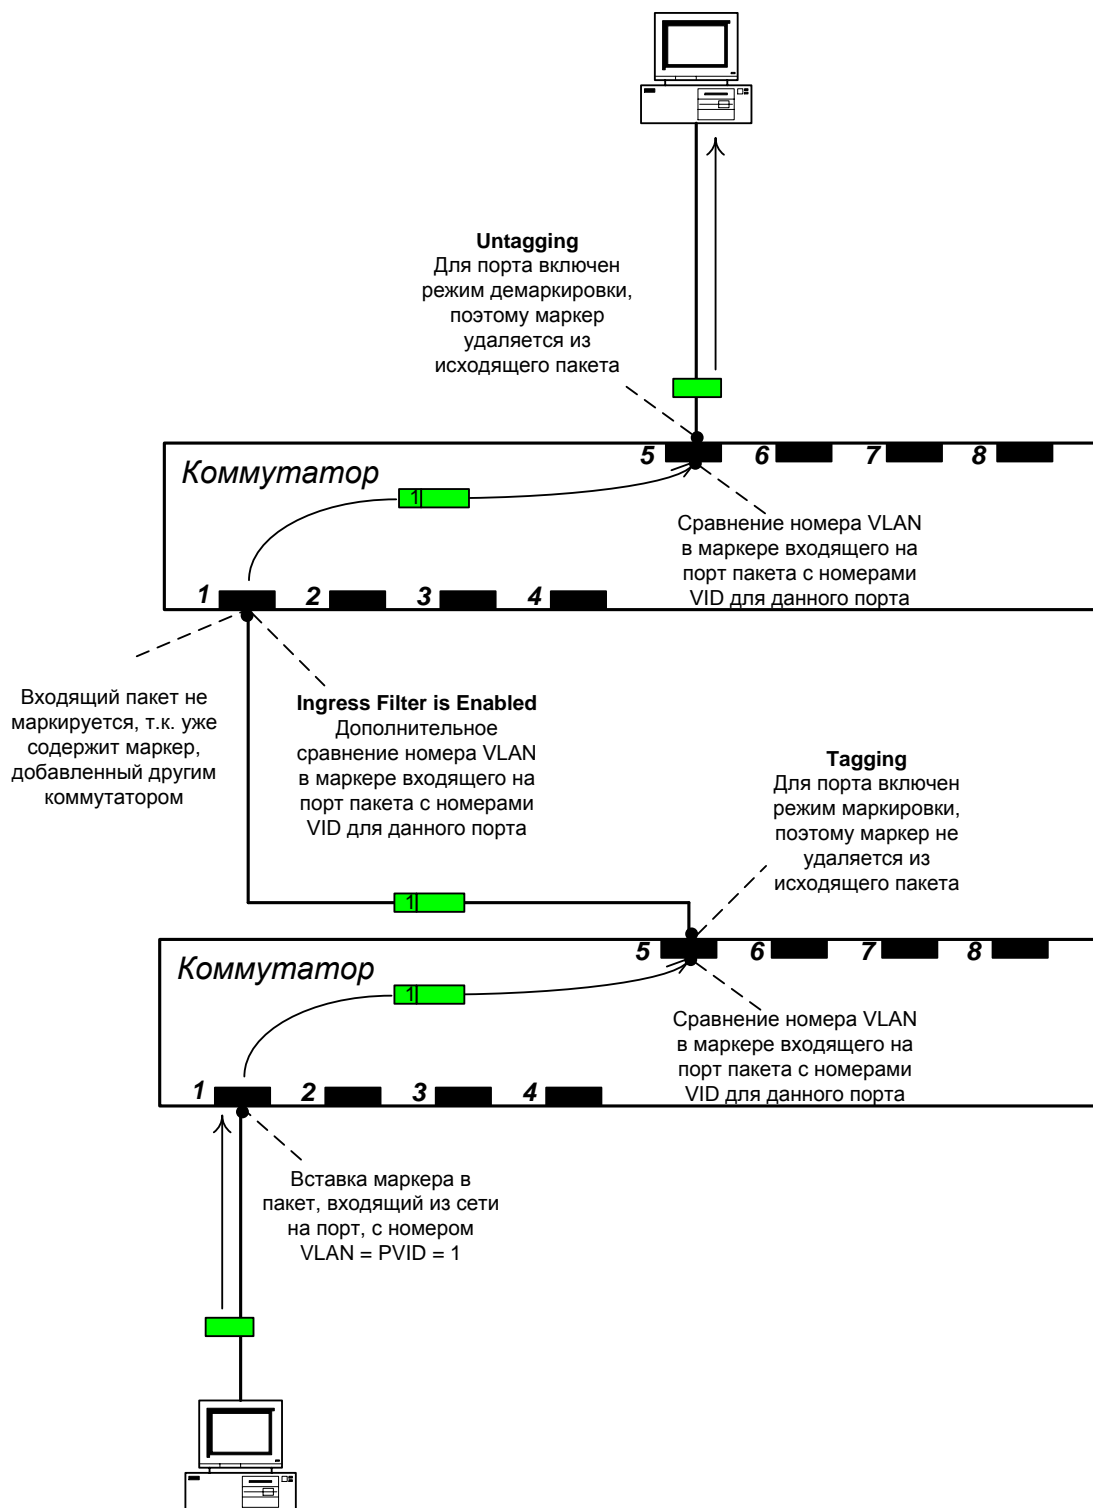 Untagging
Для порта включен
режим демаркировки,
поэтому маркер
удаляется из
исходящего пакета
5 6 7 8
Коммутатор
1
Сравнение номера VLAN
в маркере входящего на
порт пакета с номерами
VID для данного порта
1 2 3 4
Входящий пакет не
маркируется, т.к. уже
содержит маркер,
добавленный другим
коммутатором
Ingress Filter is Enabled
Дополнительное
сравнение номера VLAN
в маркере входящего на
порт пакета с номерами
VID для данного порта
Tagging
Для порта включен
режим маркировки,
поэтому маркер не
удаляется из
исходящего пакета
1
5 6 7 8
Коммутатор
1
Сравнение номера VLAN
в маркере входящего на
порт пакета с номерами
VID для данного порта
1 2 3 4
Вставка маркера в
пакет, входящий из сети
на порт, с номером
VLAN = PVID = 1